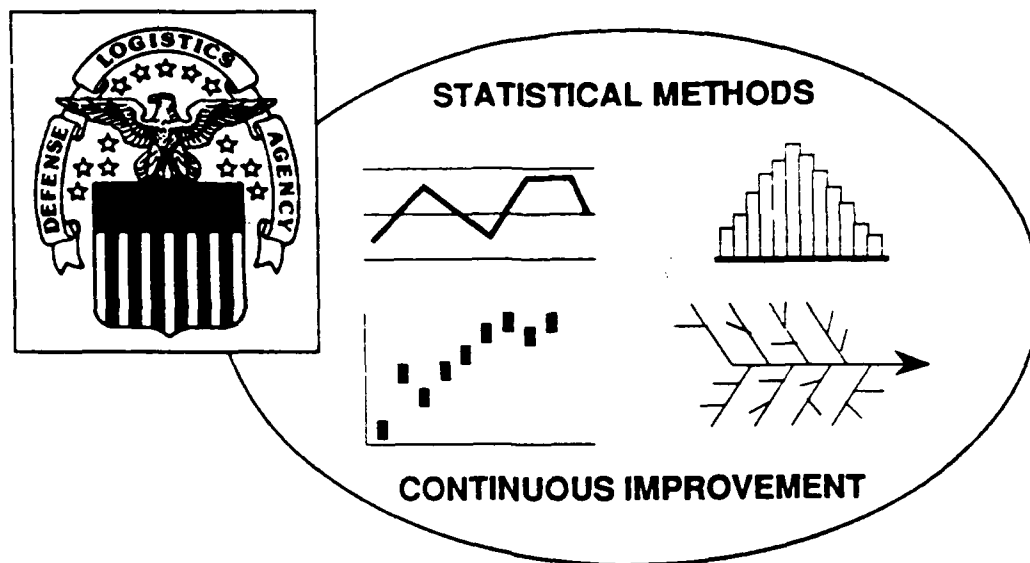 DEFENSE LOGISTICS AGENCY
STATISTICAL METHODS
CONTINUOUS IMPROVEMENT